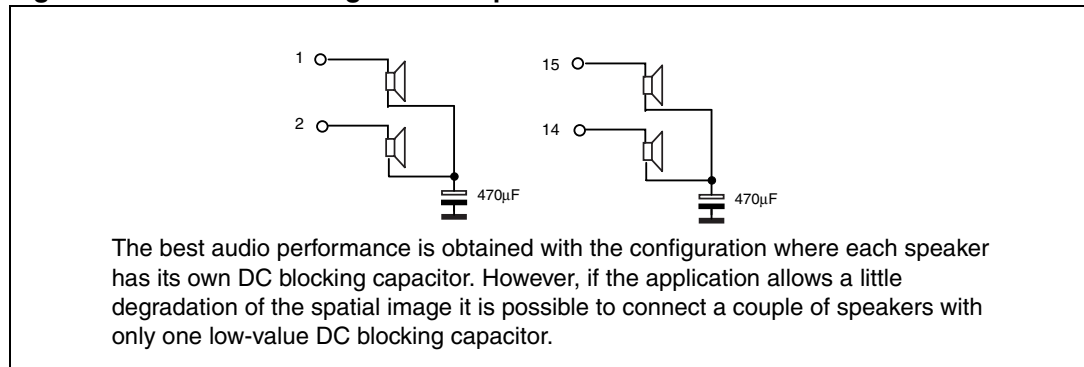 1
15
2
14
470μF
470μF
The best audio performance is obtained with the configuration where each speaker
has its own DC blocking capacitor. However, if the application allows a little
degradation of the spatial image it is possible to connect a couple of speakers with
only one low-value DC blocking capacitor.